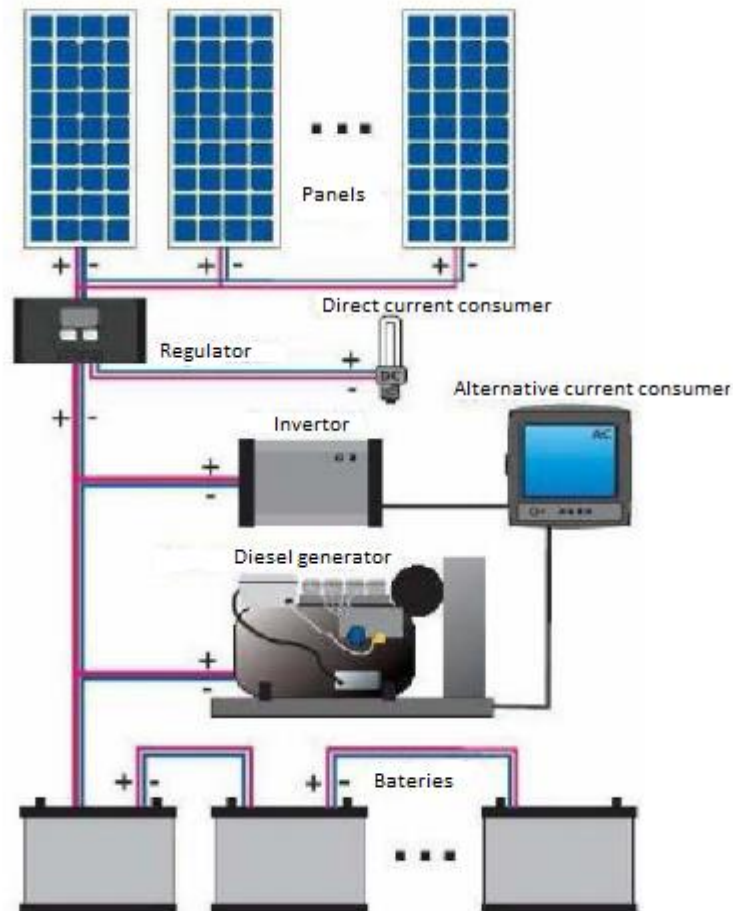 Panels
+ -
+ -
+ -
Direct current consumer
Regulator
+
-
DC
+ -
Alternative current consumer
Invertor
AC
+
-
Diesel generator
+
-
+ -
+ -
Bateries